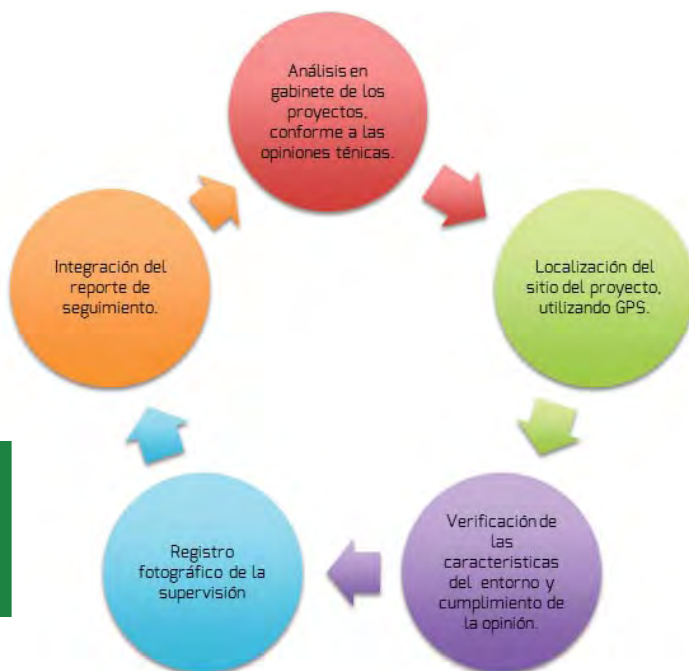 Análisis en
gabinete de los
proyectos,
conforme a las
opiniones ténicas.
Localización del
sitio del proyecto,
utilizando GPS.
Verificación de
las
caracteristicas
del entorno y
cumplimiento de
la opinión.
Registro
fotográfico de la
supervisión
Integración del
reporte de
seguimiento.